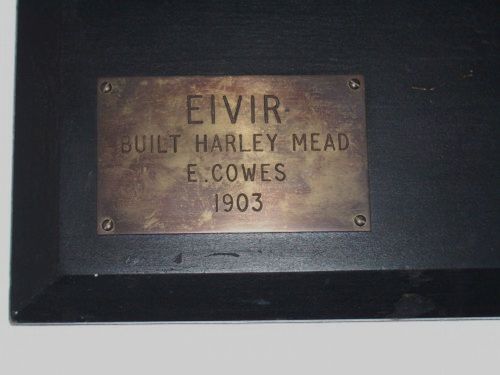 EIVIR
BUILT HARLEY MEAD
E. COWES
1903